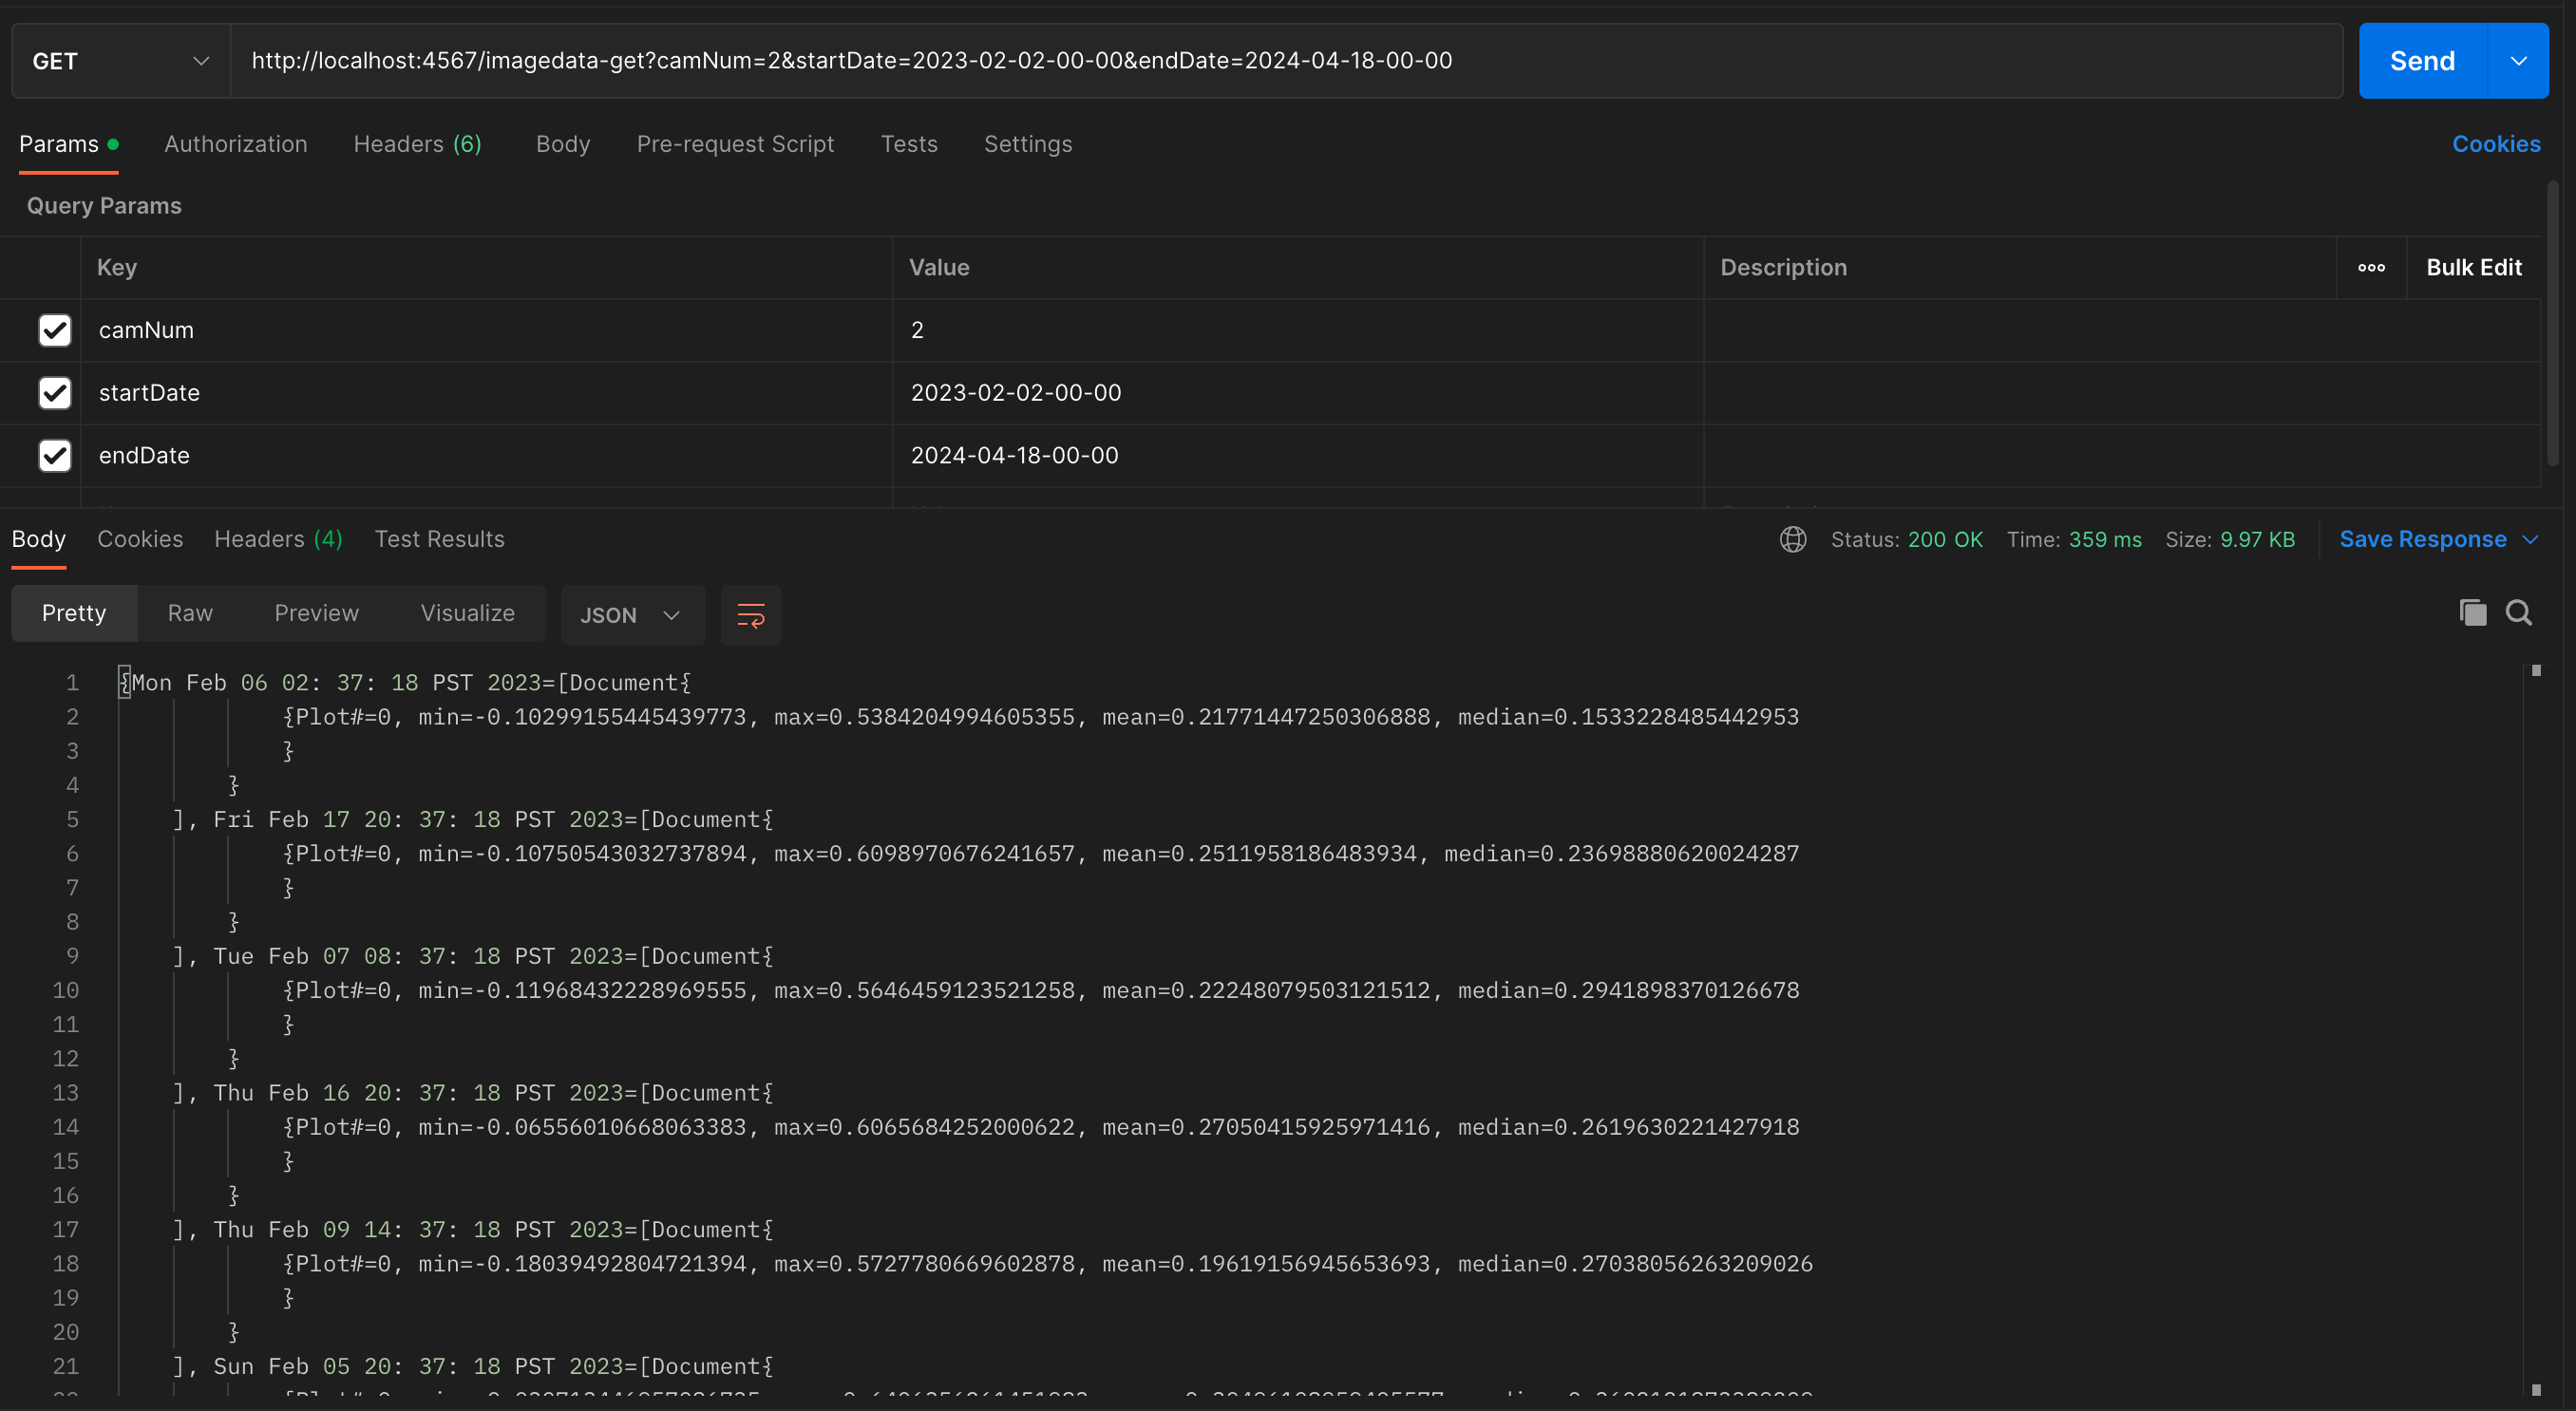 GET http://localhost:4567/imagedata-get?camNum=2&startDate=2023-02-02-00-00&endDate=2024-04-18-00-00 Send
Params Authorization Headers (6) Body Pre-request Script Tests Settings Cookies
Query Params
Key Value Description Bulk Edit
camNum 2
startDate 2023-02-02-00-00
endDate 2024-04-18-00-00
Body Cookies Headers (4) Test Results Status: 200 OK Time: 359 ms Size: 9.97 KB Save Response
Pretty Raw Preview Visualize JSON
1 {Mon Feb 06 02: 37: 18 PST 2023=[Document{
2 {Plot#=0, min=-0.10299155445439773, max=0.5384204994605355, mean=0.21771447250306888, median=0.1533228485442953
3 }
4 }
5 ], Fri Feb 17 20: 37: 18 PST 2023=[Document{
6 {Plot#=0, min=-0.10750543032737894, max=0.6098970676241657, mean=0.2511958186483934, median=0.23698880620024287
7 }
8 }
9 ], Tue Feb 07 08: 37: 18 PST 2023=[Document{
10 {Plot#=0, min=-0.11968432228969555, max=0.5646459123521258, mean=0.22248079503121512, median=0.2941898370126678
11 }
12 }
13 ], Thu Feb 16 20: 37: 18 PST 2023=[Document{
14 {Plot#=0, min=-0.06556010668063383, max=0.6065684252000622, mean=0.27050415925971416, median=0.2619630221427918
15 }
16 }
17 ], Thu Feb 09 14: 37: 18 PST 2023=[Document{
18 {Plot#=0, min=-0.18039492804721394, max=0.5727780669602878, mean=0.19619156945653693, median=0.27038056263209026
19 }
20 }
21 ], Sun Feb 05 20: 37: 18 PST 2023=[Document{